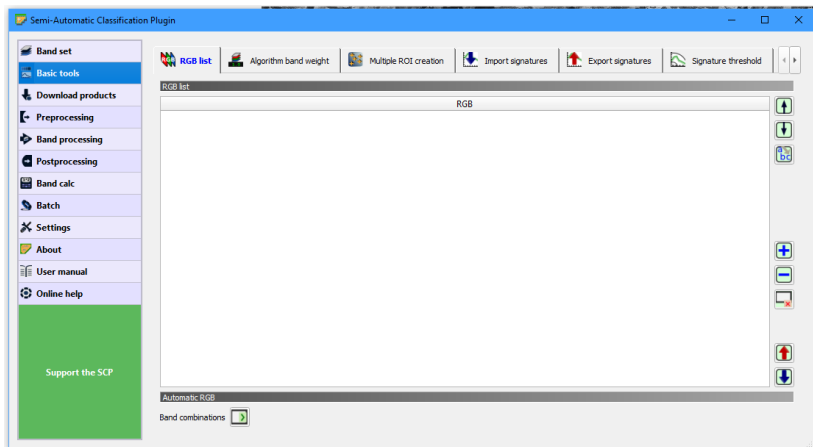 Semi-Automatic Classification Plugin
Band set
Basic tools
Download products
Preprocessing
Band processing
Postprocessing
Band calc
Batch
Settings
About
User manual
Online help
Support the SCP
RGB list
Algorithm band weight
Multiple ROI creation
Import signatures
Export signatures
Signature threshold
RGB list
RGB
Automatic RGB
Band combinations